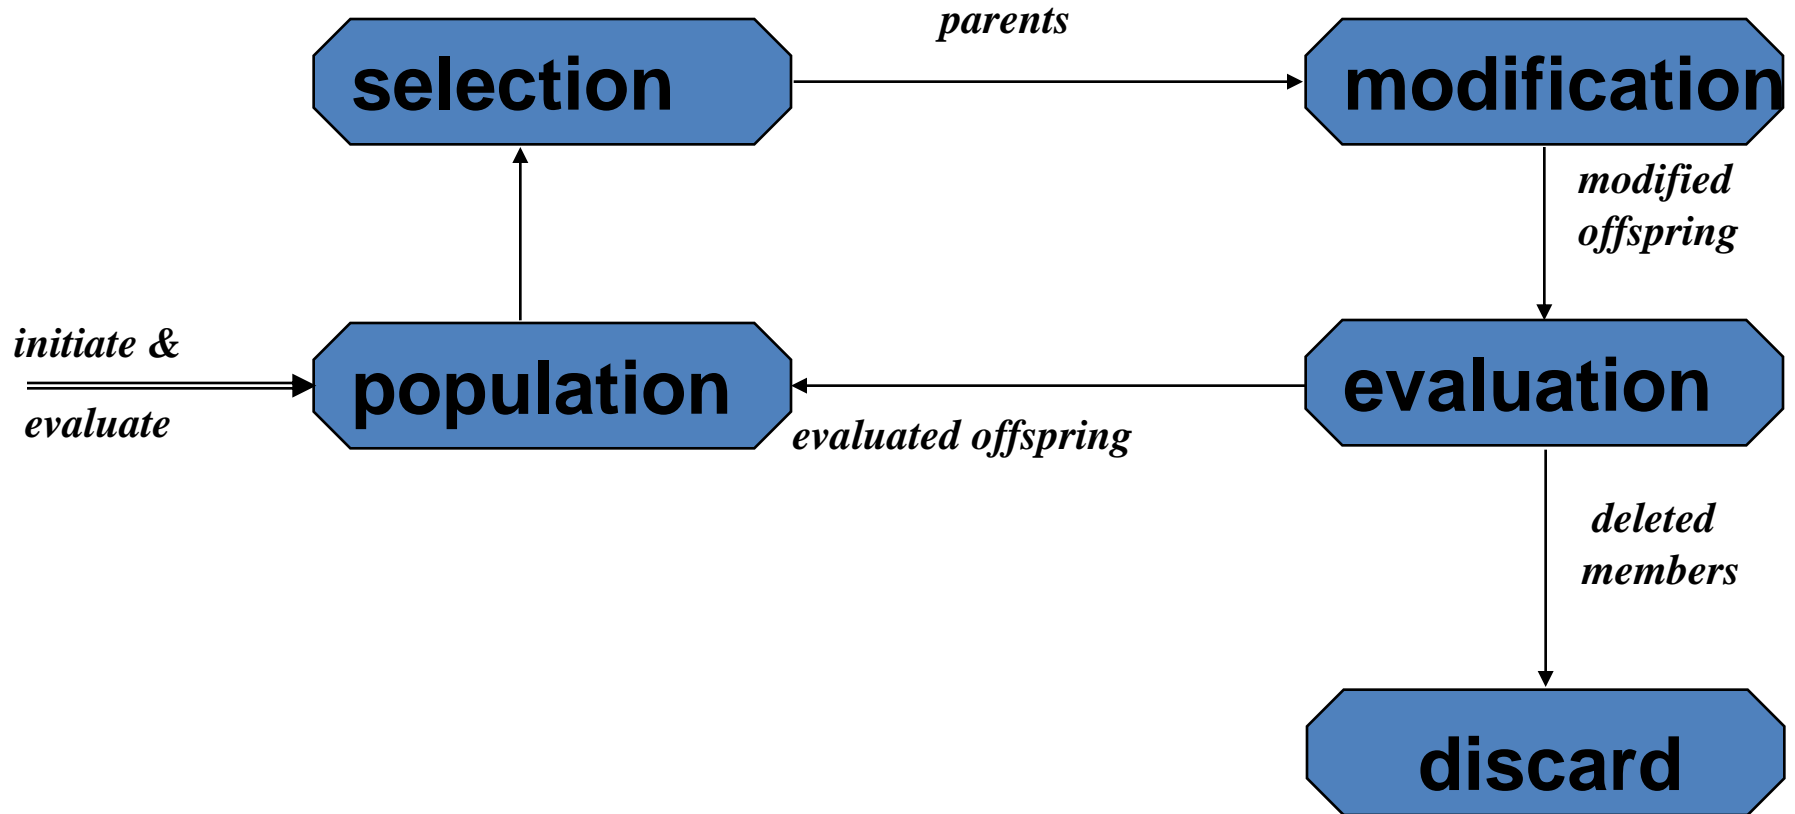 parents
selection
modification
modified
offspring
initiate &
evaluate
population
evaluated offspring
evaluation
deleted
members
discard